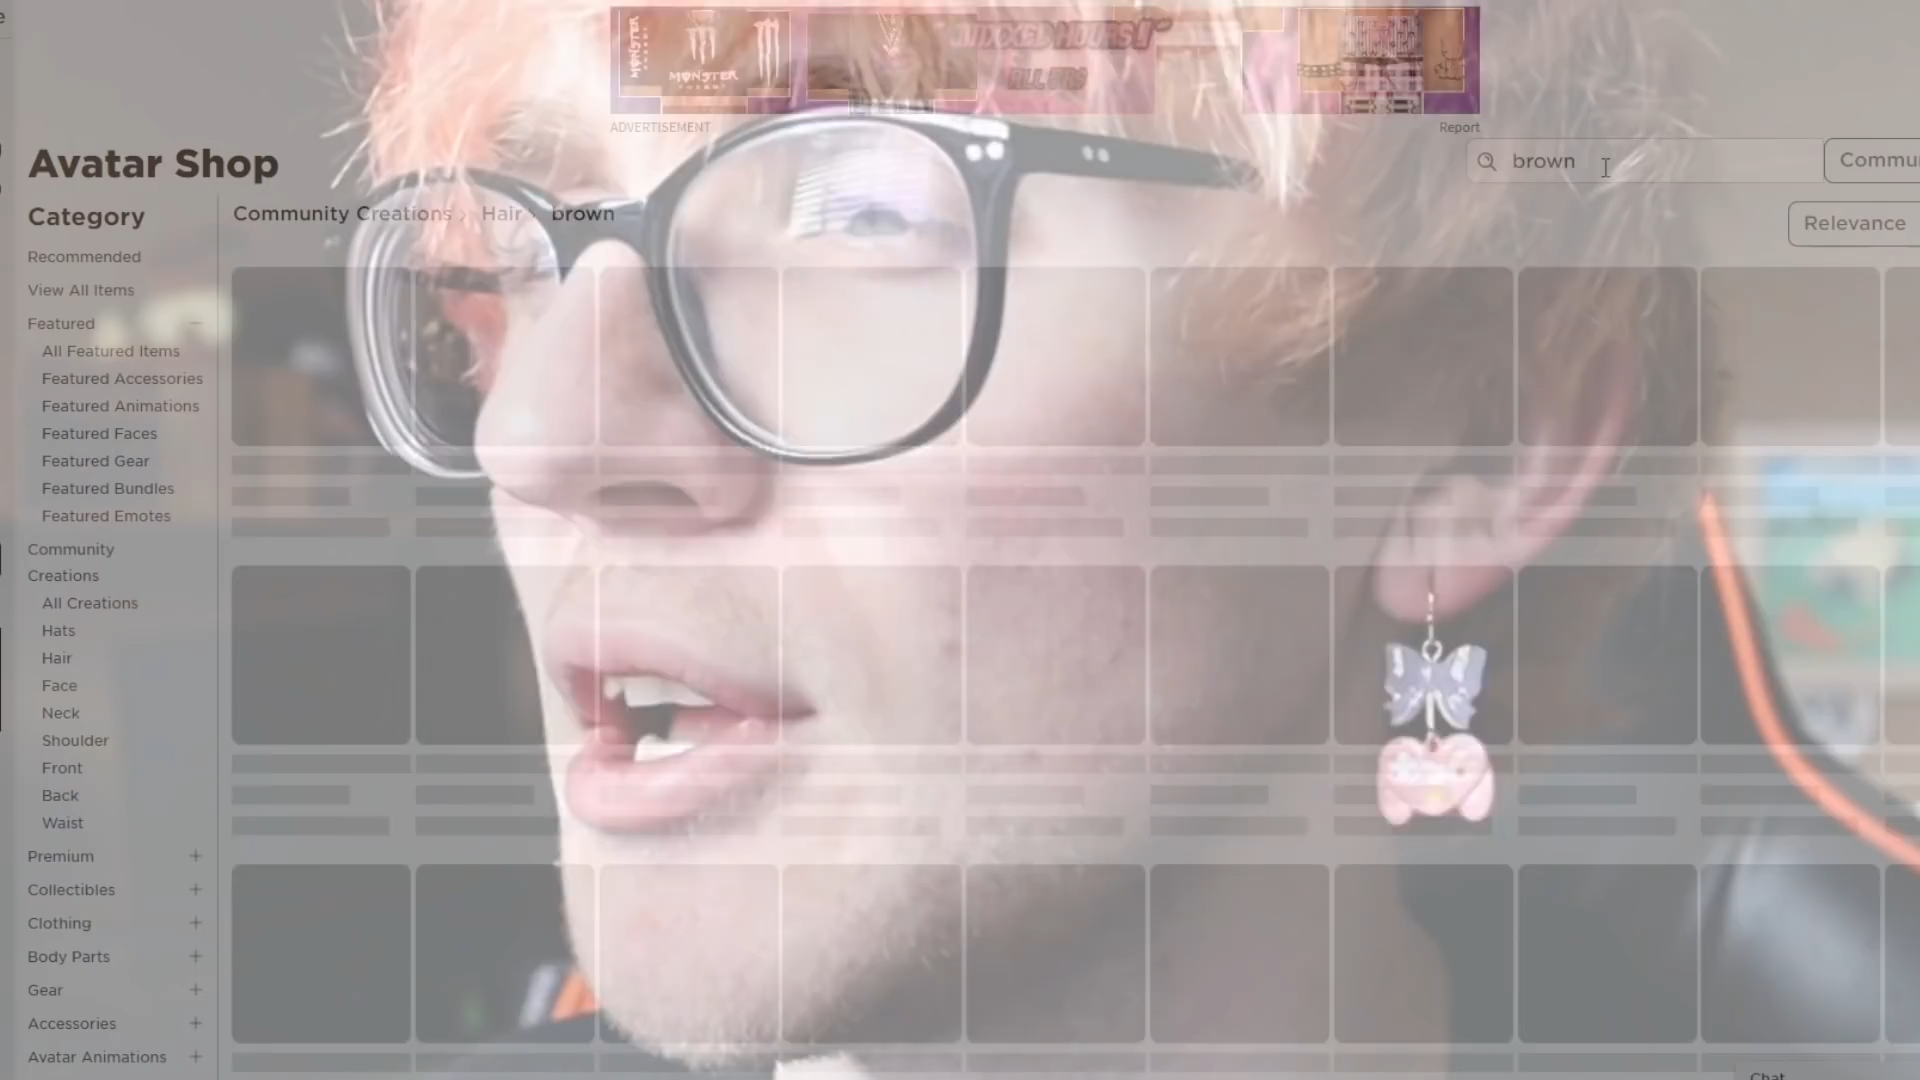 MONSTER
MONSTER
ADVERTISEMENT
Report
Avatar Shop
brown
Category
Community Creations > Hair > brown
Relevance
Recommended
View All Items
Featured
All Featured Items
Featured Accessories
Featured Animations
Featured Faces
Featured Gear
Featured Bundles
Featured Emotes
Community
Creations
All Creations
Hats
Hair
Face
Neck
Shoulder
Front
Back
Waist
Premium +
Collectibles +
Clothing +
Body Parts +
Gear +
Accessories +
Avatar Animations +
Chat